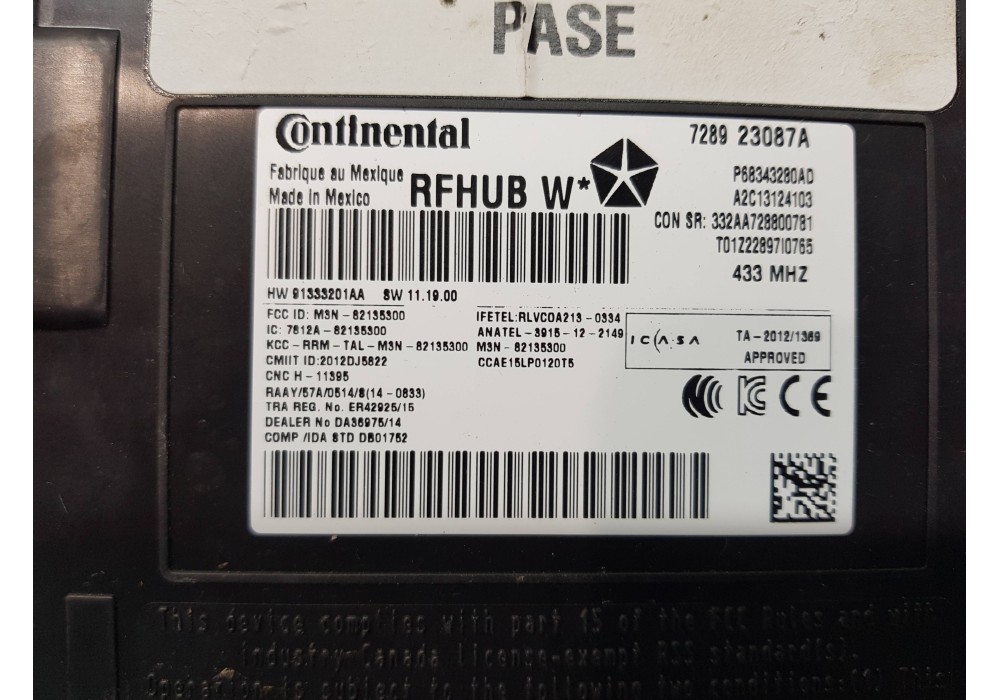 PASE
Continental
7289 23087A
Fabrique au Mexique
Made in Mexico
RFHUB W*
P68343280AD
A2C13124103
CON SR: 332AA728800781
T01Z22897I0765
433 MHZ
HW 91333201AA SW 11.19.00
FCC ID: M3N - 82135300
IC: 7812A - 82135300
KCC - RRM - TAL - M3N - 82135300
CMIIT ID:2012DJ5822
CNC H - 11395
RAAY/57A/0514/8(14 - 0833)
TRA REG. No. ER42925/15
DEALER No DA36975/14
COMP /IDA STD DB01752
IFETEL:RLVCOA213 - 0334
ANATEL - 3915 - 12 - 2149
M3N - 82135300
CCAE15LP0120T5
ICASA
TA - 2012/1369
APPROVED
KC CE
This device complies with part 15 of the FCC Rules and with
Industry Canada license-exempt RSS standard(s).
Operation is subject to the following two conditions: (1) This